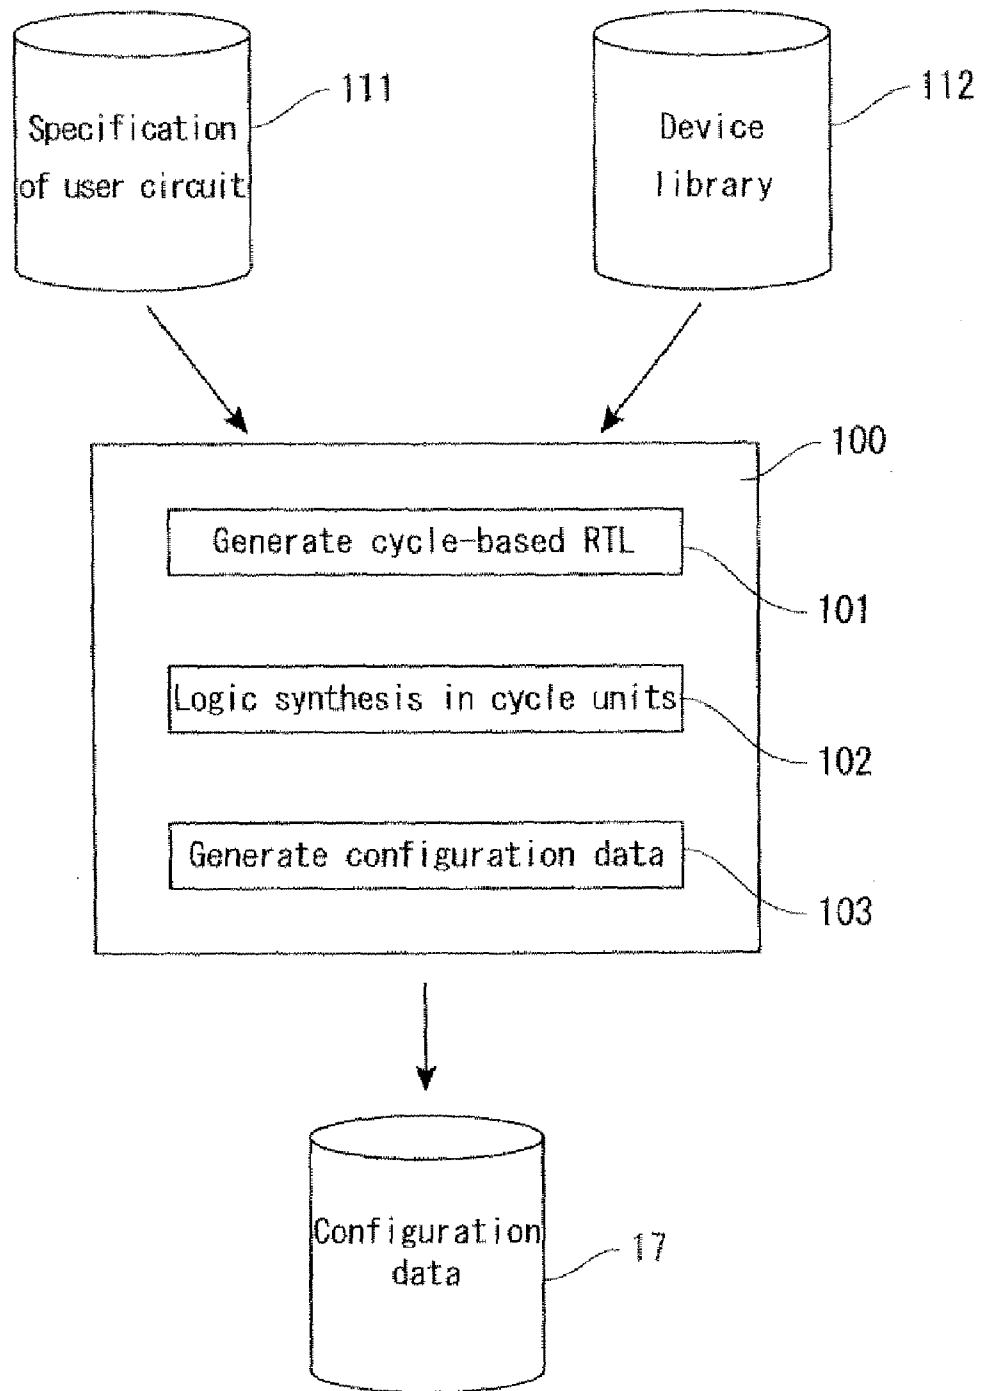 111
Specification
of user circuit
112
Device
library
100
Generate cycle-based RTL
101
Logic synthesis in cycle units
102
Generate configuration data
103
Configuration
data
17